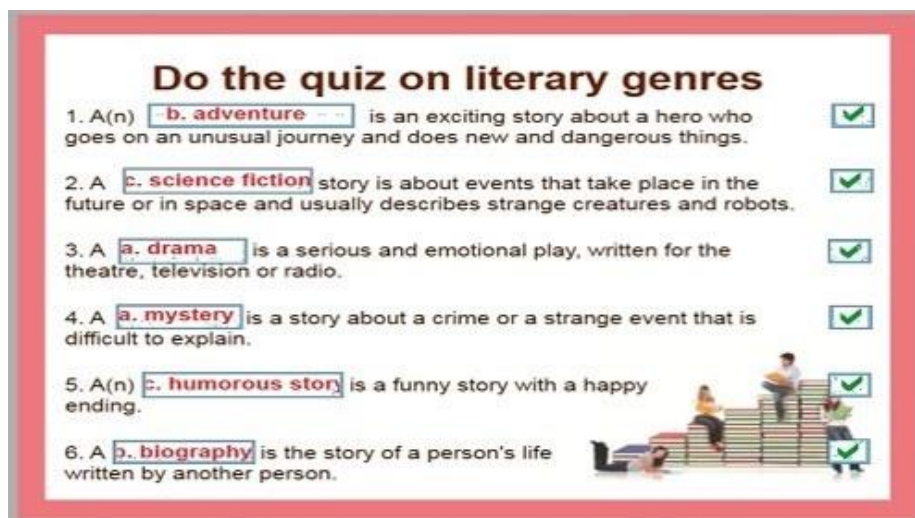 Do the quiz on literary genres
1. A(n) b. adventure is an exciting story about a hero who
goes on an unusual journey and does new and dangerous things.
2. A c. science fiction story is about events that take place in the
future or in space and usually describes strange creatures and robots.
3. A a. drama is a serious and emotional play, written for the
theatre, television or radio.
4. A a. mystery is a story about a crime or a strange event that is
difficult to explain.
5. A(n) c. humorous story is a funny story with a happy
ending.
6. A b. biography is the story of a person's life
written by another person.